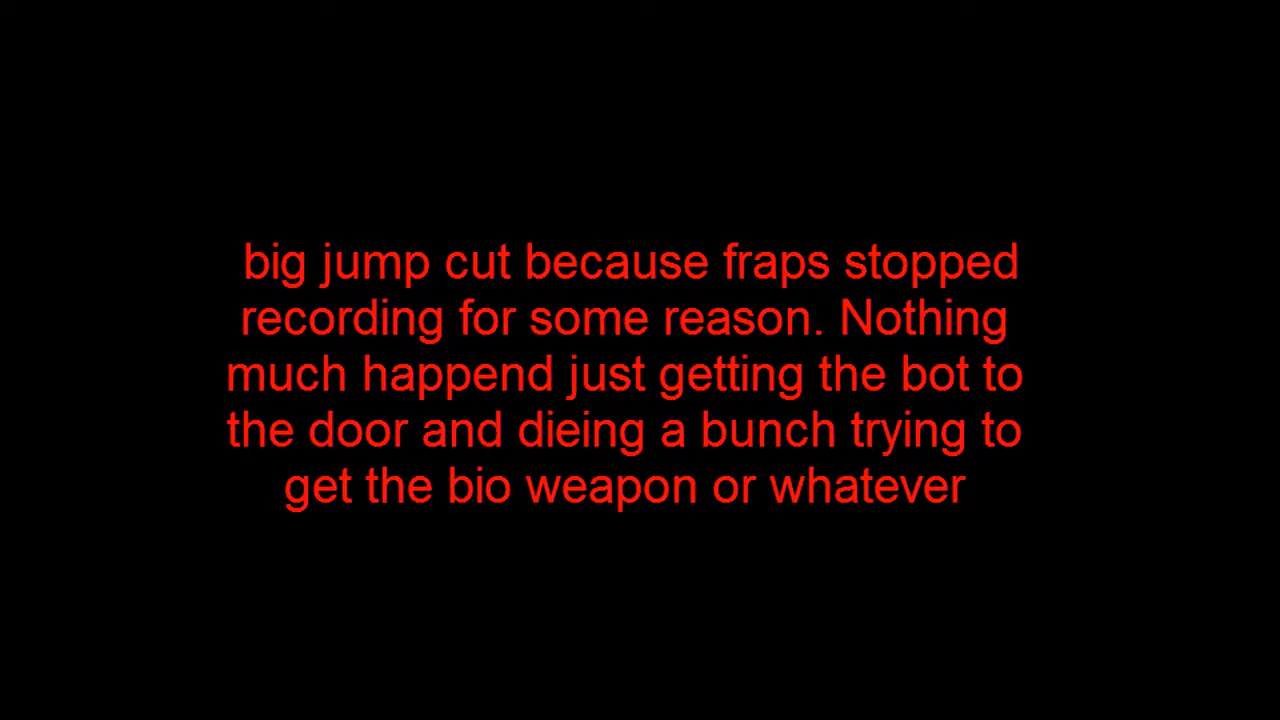 big jump cut because fraps stopped
recording for some reason. Nothing
much happend just getting the bot to
the door and dieing a bunch trying to
get the bio weapon or whatever